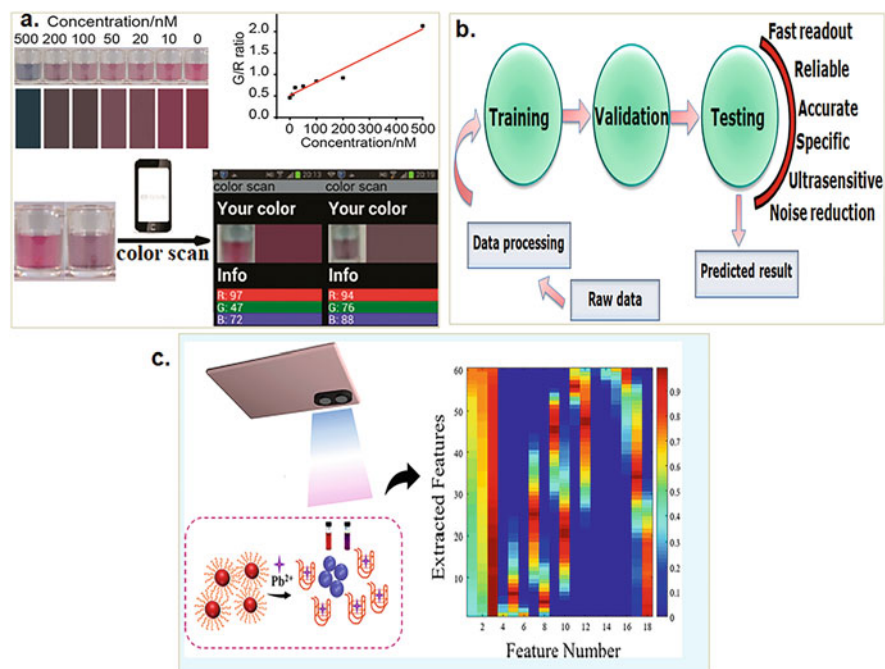 a.
Concentration/nM
500 200 100 50 20 10 0
G/R ratio
2.0
1.5
1.0
0.5
0 100 200 300 400 500
Concentration/nM
color scan
20:13
20:19
color scan
color scan
Your color
Your color
Info
Info
R: 97
R: 94
G: 47
G: 76
B: 72
B: 88
b.
Training
Validation
Testing
Fast readout
Reliable
Accurate
Specific
Ultrasensitive
Noise reduction
Data processing
Raw data
Predicted result
c.
Pb²⁺
Extracted Features
60
50
40
30
20
10
2 4 6 8 10 12 14 16 18
Feature Number
0.9
0.8
0.7
0.6
0.5
0.4
0.3
0.2
0.1
0